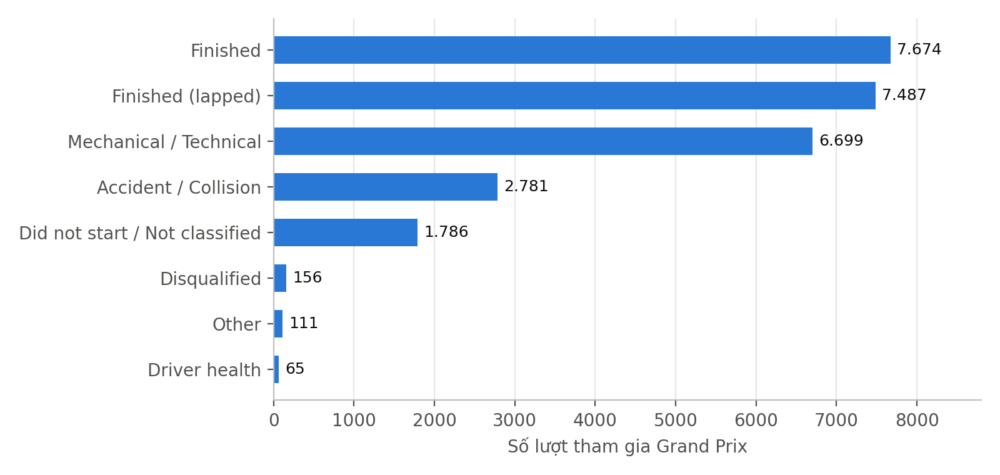 Finished
7.674
Finished (lapped)
7.487
Mechanical / Technical
6.699
Accident / Collision
2.781
Did not start / Not classified
1.786
Disqualified
156
Other
111
Driver health
65
0 1000 2000 3000 4000 5000 6000 7000 8000
Số lượt tham gia Grand Prix